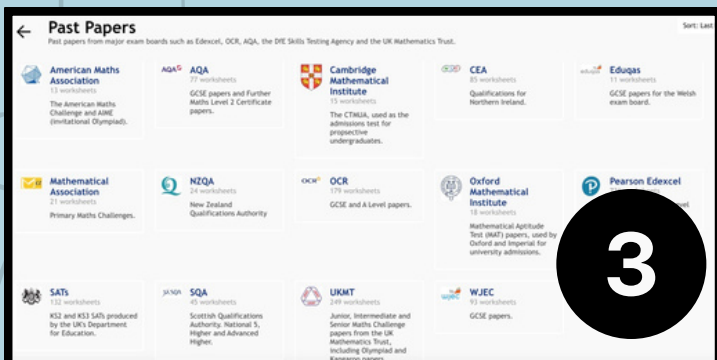 Past Papers
Past papers from major exam boards such as Edexcel, OCR, AQA, the DfE Skills Testing Agency and the UK Mathematics Trust.
Sort: Last
American Maths
Association
13 worksheets
The American Maths
Challenge and AIME
(Invitational Olympiad).
AQA
AQA
77 worksheets
GCSE papers and Further
Maths Level 2 Certificate
papers.
Cambridge
Mathematical
Institute
15 worksheets
The CTMUA, used as the
admissions test for
propsective
undergraduates.
CEA
85 worksheets
Qualifications for
Northern Ireland.
eduqas
Eduqas
11 worksheets
GCSE papers for the Welsh
exam board.
Mathematical
Association
21 worksheets
Primary Maths Challenges.
NZQA
24 worksheets
New Zealand
Qualifications Authority
OCR
OCR
179 worksheets
GCSE and A Level papers.
Oxford
Mathematical
Institute
18 worksheets
Mathematical Aptitude
Test (MAT) papers, used by
Oxford and Imperial for
university admissions.
Pearson Edexcel
3
SATs
132 worksheets
KS2 and KS3 SATs produced
by the UK's Department
for Education.
SQA
45 worksheets
Scottish Qualifications
Authority. National 5,
Higher and Advanced
Higher.
UKMT
249 worksheets
Junior, Intermediate and
Senior Maths Challenge
papers from the UK
Mathematics Trust,
including Olympiad and
Kangaroo papers
wjec
WJEC
93 worksheets
GCSE papers.